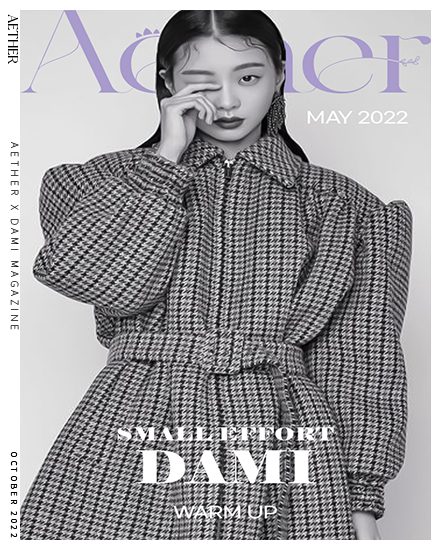 Aether
MAY 2022
AETHER
AETHER X DAMI MAGAZINE
OCTOBER 2022
SMALL EFFORT
DAMI
WARM UP